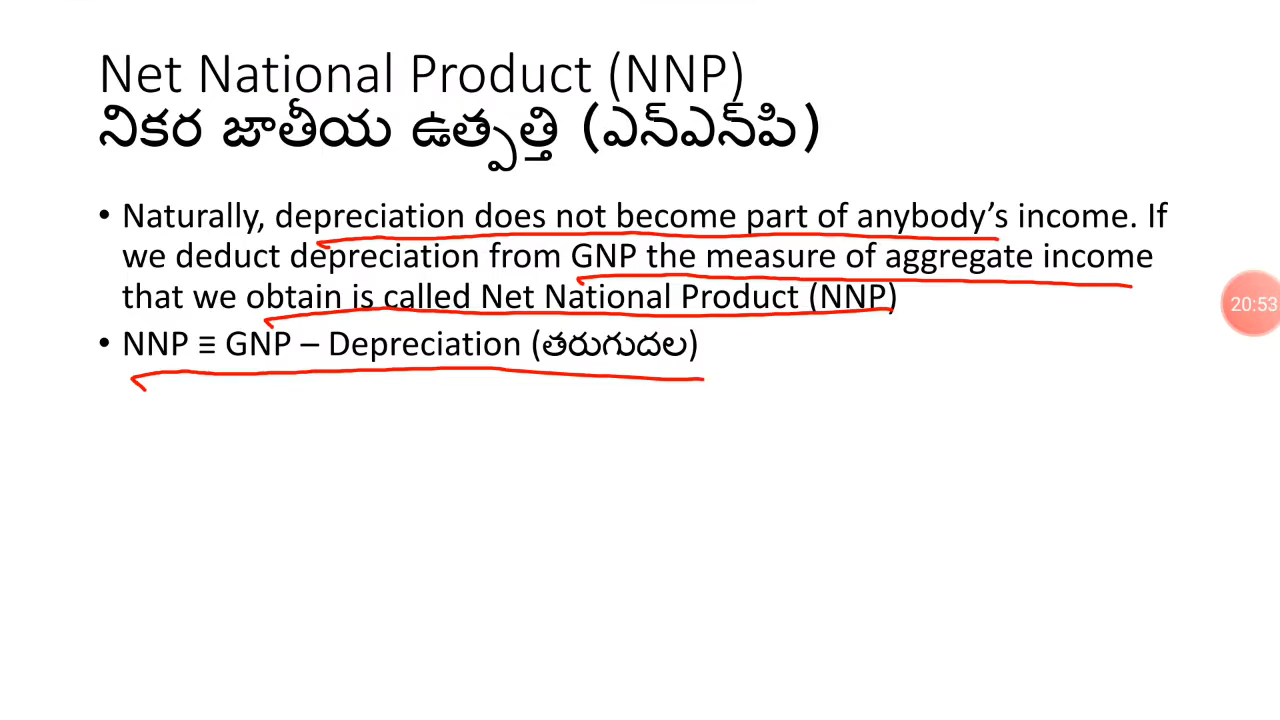 Net National Product (NNP)
నికర జాతీయ ఉత్పత్తి (ఎన్ఎన్‌పి)
• Naturally, depreciation does not become part of anybody’s income. If
we deduct depreciation from GNP the measure of aggregate income
that we obtain is called Net National Product (NNP)
• NNP ≡ GNP – Depreciation (తరుగుదల)
20:53